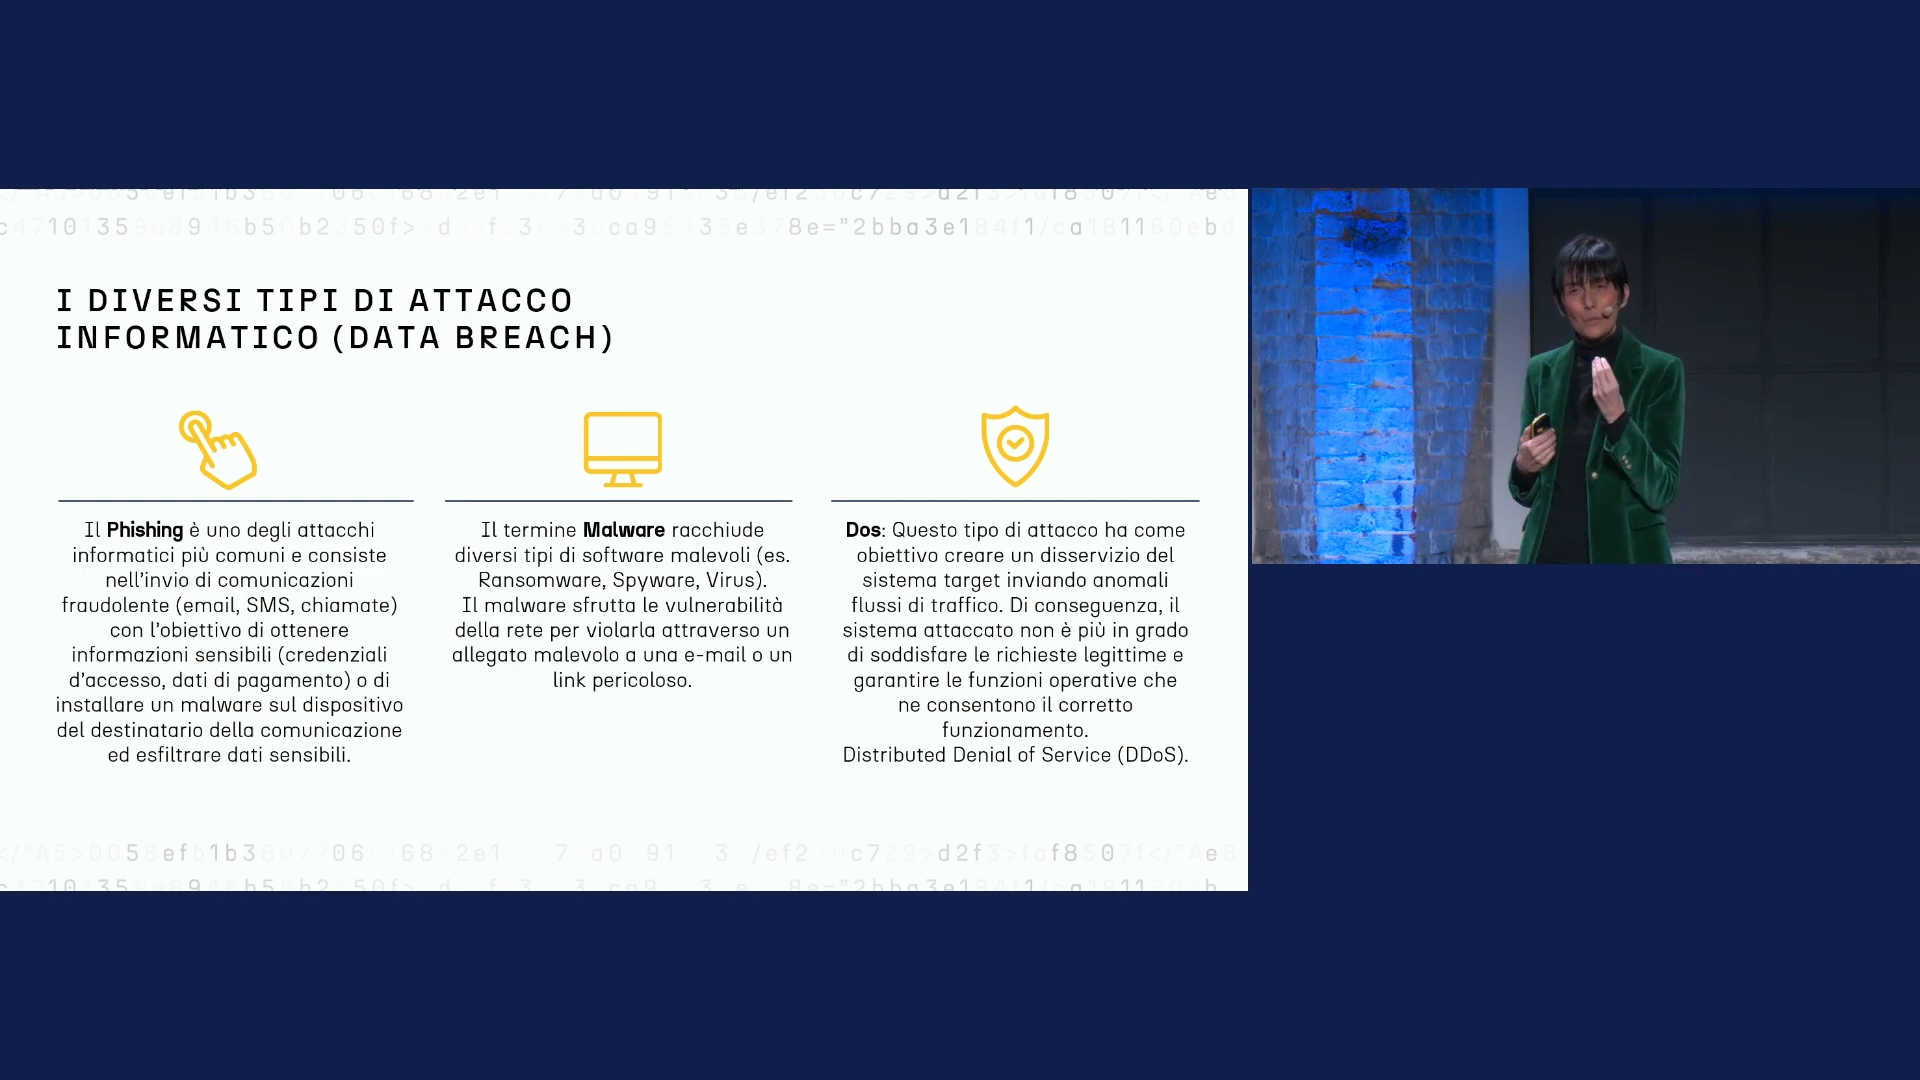 I DIVERSI TIPI DI ATTACCO
INFORMATICO (DATA BREACH)
Il Phishing è uno degli attacchi
informatici più comuni e consiste
nell'invio di comunicazioni
fraudolente (email, SMS, chiamate)
con l'obiettivo di ottenere
informazioni sensibili (credenziali
d'accesso, dati di pagamento) o di
installare un malware sul dispositivo
del destinatario della comunicazione
ed esfiltrare dati sensibili.
Il termine Malware racchiude
diversi tipi di software malevoli (es.
Ransomware, Spyware, Virus).
Il malware sfrutta le vulnerabilità
della rete per violarla attraverso un
allegato malevolo a una e-mail o un
link pericoloso.
Dos: Questo tipo di attacco ha come
obiettivo creare un disservizio del
sistema target inviando anomali
flussi di traffico. Di conseguenza, il
sistema attaccato non è più in grado
di soddisfare le richieste legittime e
garantire le funzioni operative che
ne consentono il corretto
funzionamento.
Distributed Denial of Service (DDoS).